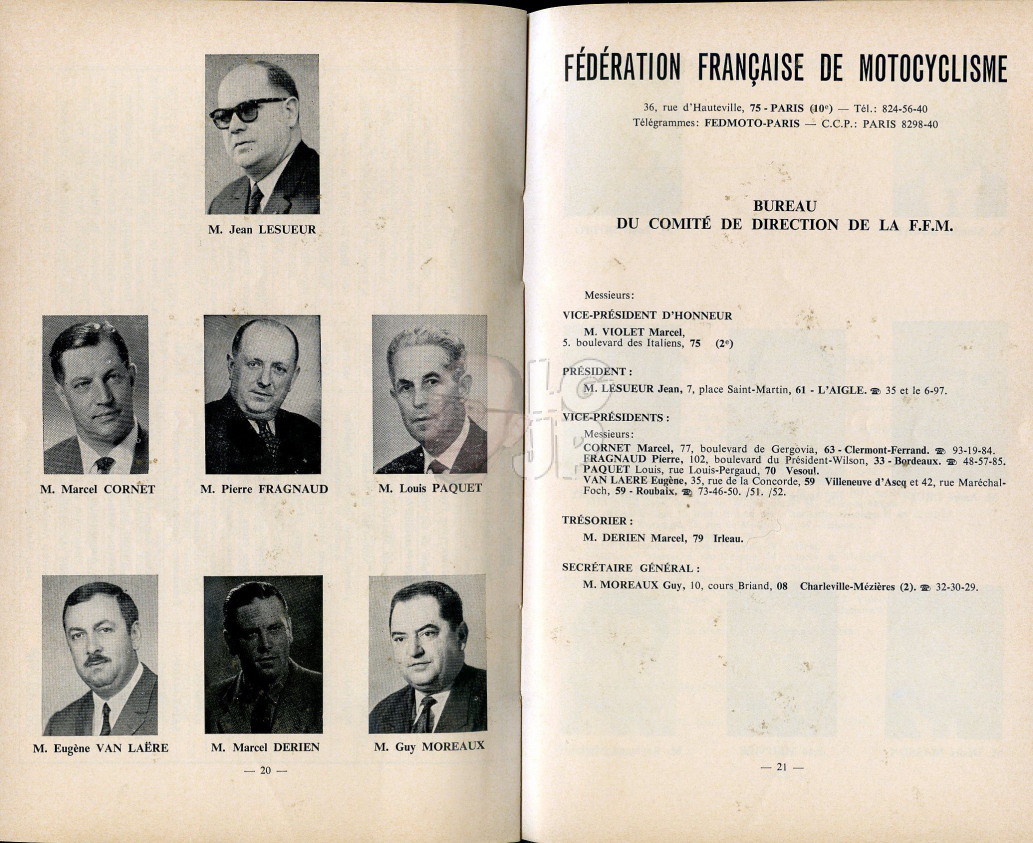 M. Jean LESUEUR
M. Marcel CORNET
M. Pierre FRAGNAUD
M. Louis PAQUET
M. Eugène VAN LAËRE
M. Marcel DERIEN
M. Guy MOREAUX
— 20 —
FÉDÉRATION FRANÇAISE DE MOTOCYCLISME
36, rue d'Hauteville, 75 - PARIS (10e) — Tél.: 824-56-40
Télégrammes: FEDMOTO-PARIS — C.C.P.: PARIS 8298-40
BUREAU
DU COMITÉ DE DIRECTION DE LA F.F.M.
Messieurs:
VICE-PRÉSIDENT D'HONNEUR
M. VIOLET Marcel,
5. boulevard des Italiens, 75 (2e)
PRÉSIDENT :
M. LESUEUR Jean, 7, place Saint-Martin, 61 - L'AIGLE. ☎ 35 et le 6-97.
VICE-PRÉSIDENTS :
Messieurs:
CORNET Marcel, 77, boulevard de Gergovia, 63 - Clermont-Ferrand. ☎ 93-19-84.
FRAGNAUD Pierre, 102, boulevard du Président-Wilson, 33 - Bordeaux. ☎ 48-57-85.
PAQUET Louis, rue Louis-Pergaud, 70 Vesoul.
VAN LAERE Eugène, 35, rue de la Concorde, 59 Villeneuve d'Ascq et 42, rue Maréchal-
Foch, 59 - Roubaix. ☎ 73-46-50. /51. /52.
TRÉSORIER :
M. DERIEN Marcel, 79 Irleau.
SECRÉTAIRE GÉNÉRAL :
M. MOREAUX Guy, 10, cours Briand, 08 Charleville-Mézières (2). ☎ 32-30-29.
— 21 —